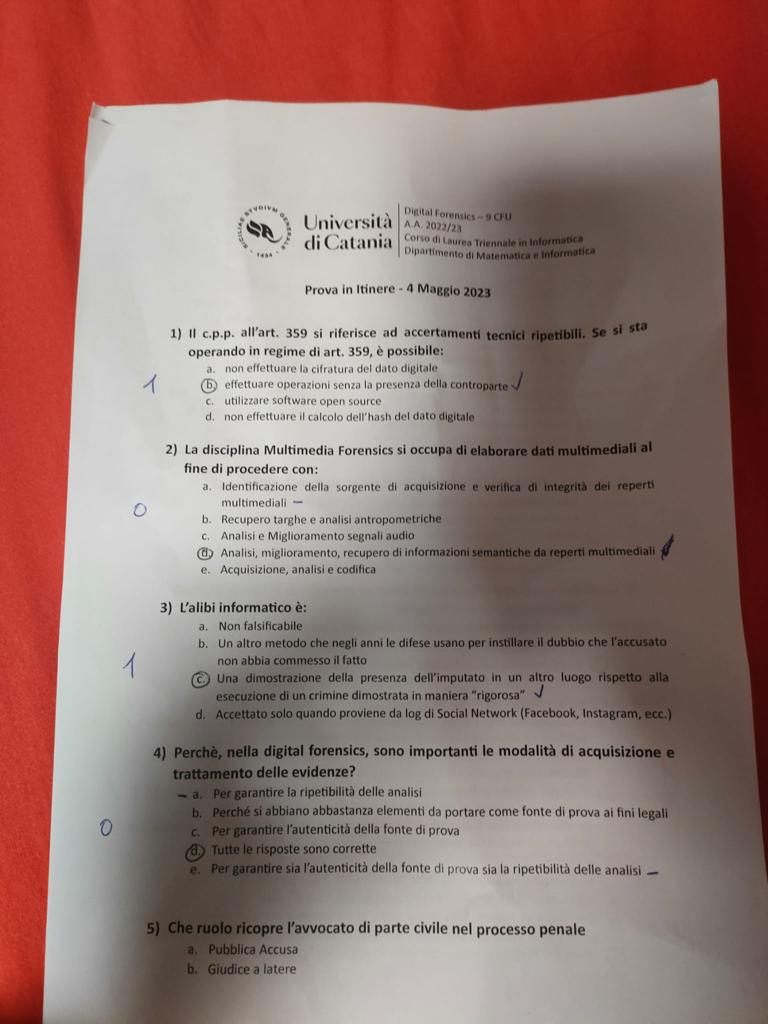 SICILIAE STVDIVM GENERALE · 1434 ·
Università
di Catania
Digital Forensics – 9 CFU
A.A. 2022/23
Corso di Laurea Triennale in Informatica
Dipartimento di Matematica e Informatica
Prova in Itinere - 4 Maggio 2023
1) Il c.p.p. all'art. 359 si riferisce ad accertamenti tecnici ripetibili. Se si sta
operando in regime di art. 359, è possibile:
a. non effettuare la cifratura del dato digitale
1 b. effettuare operazioni senza la presenza della controparte ✓
c. utilizzare software open source
d. non effettuare il calcolo dell'hash del dato digitale
2) La disciplina Multimedia Forensics si occupa di elaborare dati multimediali al
fine di procedere con:
a. Identificazione della sorgente di acquisizione e verifica di integrità dei reperti
multimediali –
0 b. Recupero targhe e analisi antropometriche
c. Analisi e Miglioramento segnali audio
d. Analisi, miglioramento, recupero di informazioni semantiche da reperti multimediali
e. Acquisizione, analisi e codifica
3) L'alibi informatico è:
a. Non falsificabile
b. Un altro metodo che negli anni le difese usano per instillare il dubbio che l'accusato
non abbia commesso il fatto
1 c. Una dimostrazione della presenza dell'imputato in un altro luogo rispetto alla
esecuzione di un crimine dimostrata in maniera "rigorosa" ✓
d. Accettato solo quando proviene da log di Social Network (Facebook, Instagram, ecc.)
4) Perchè, nella digital forensics, sono importanti le modalità di acquisizione e
trattamento delle evidenze?
– a. Per garantire la ripetibilità delle analisi
b. Perché si abbiano abbastanza elementi da portare come fonte di prova ai fini legali
0 c. Per garantire l'autenticità della fonte di prova
d. Tutte le risposte sono corrette
e. Per garantire sia l'autenticità della fonte di prova sia la ripetibilità delle analisi –
5) Che ruolo ricopre l'avvocato di parte civile nel processo penale
a. Pubblica Accusa
b. Giudice a latere